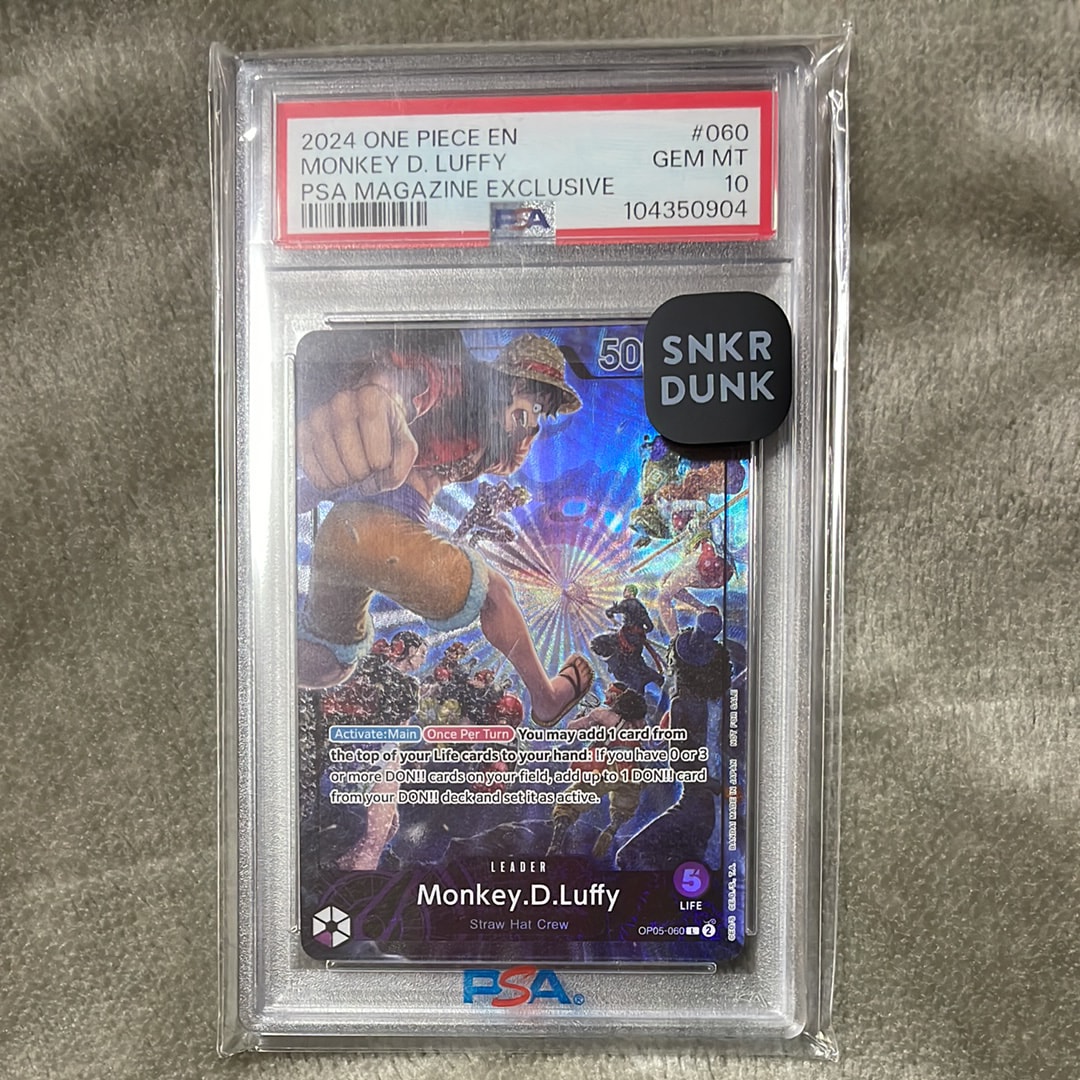 2024 ONE PIECE EN #060
MONKEY D. LUFFY GEM MT
PSA MAGAZINE EXCLUSIVE 10
PSA 104350904
50
SNKR
DUNK
Activate:Main Once Per Turn You may add 1 card from
the top of your Life cards to your hand: If you have 0 or 3
or more DON!! cards on your field, add up to 1 DON!! card
from your DON!! deck and set it as active.
BANDAI MADE IN JAPAN NOT FOR SALE
LEADER
Monkey.D.Luffy
Straw Hat Crew
5
LIFE
OP05-060 L 2
PSA®